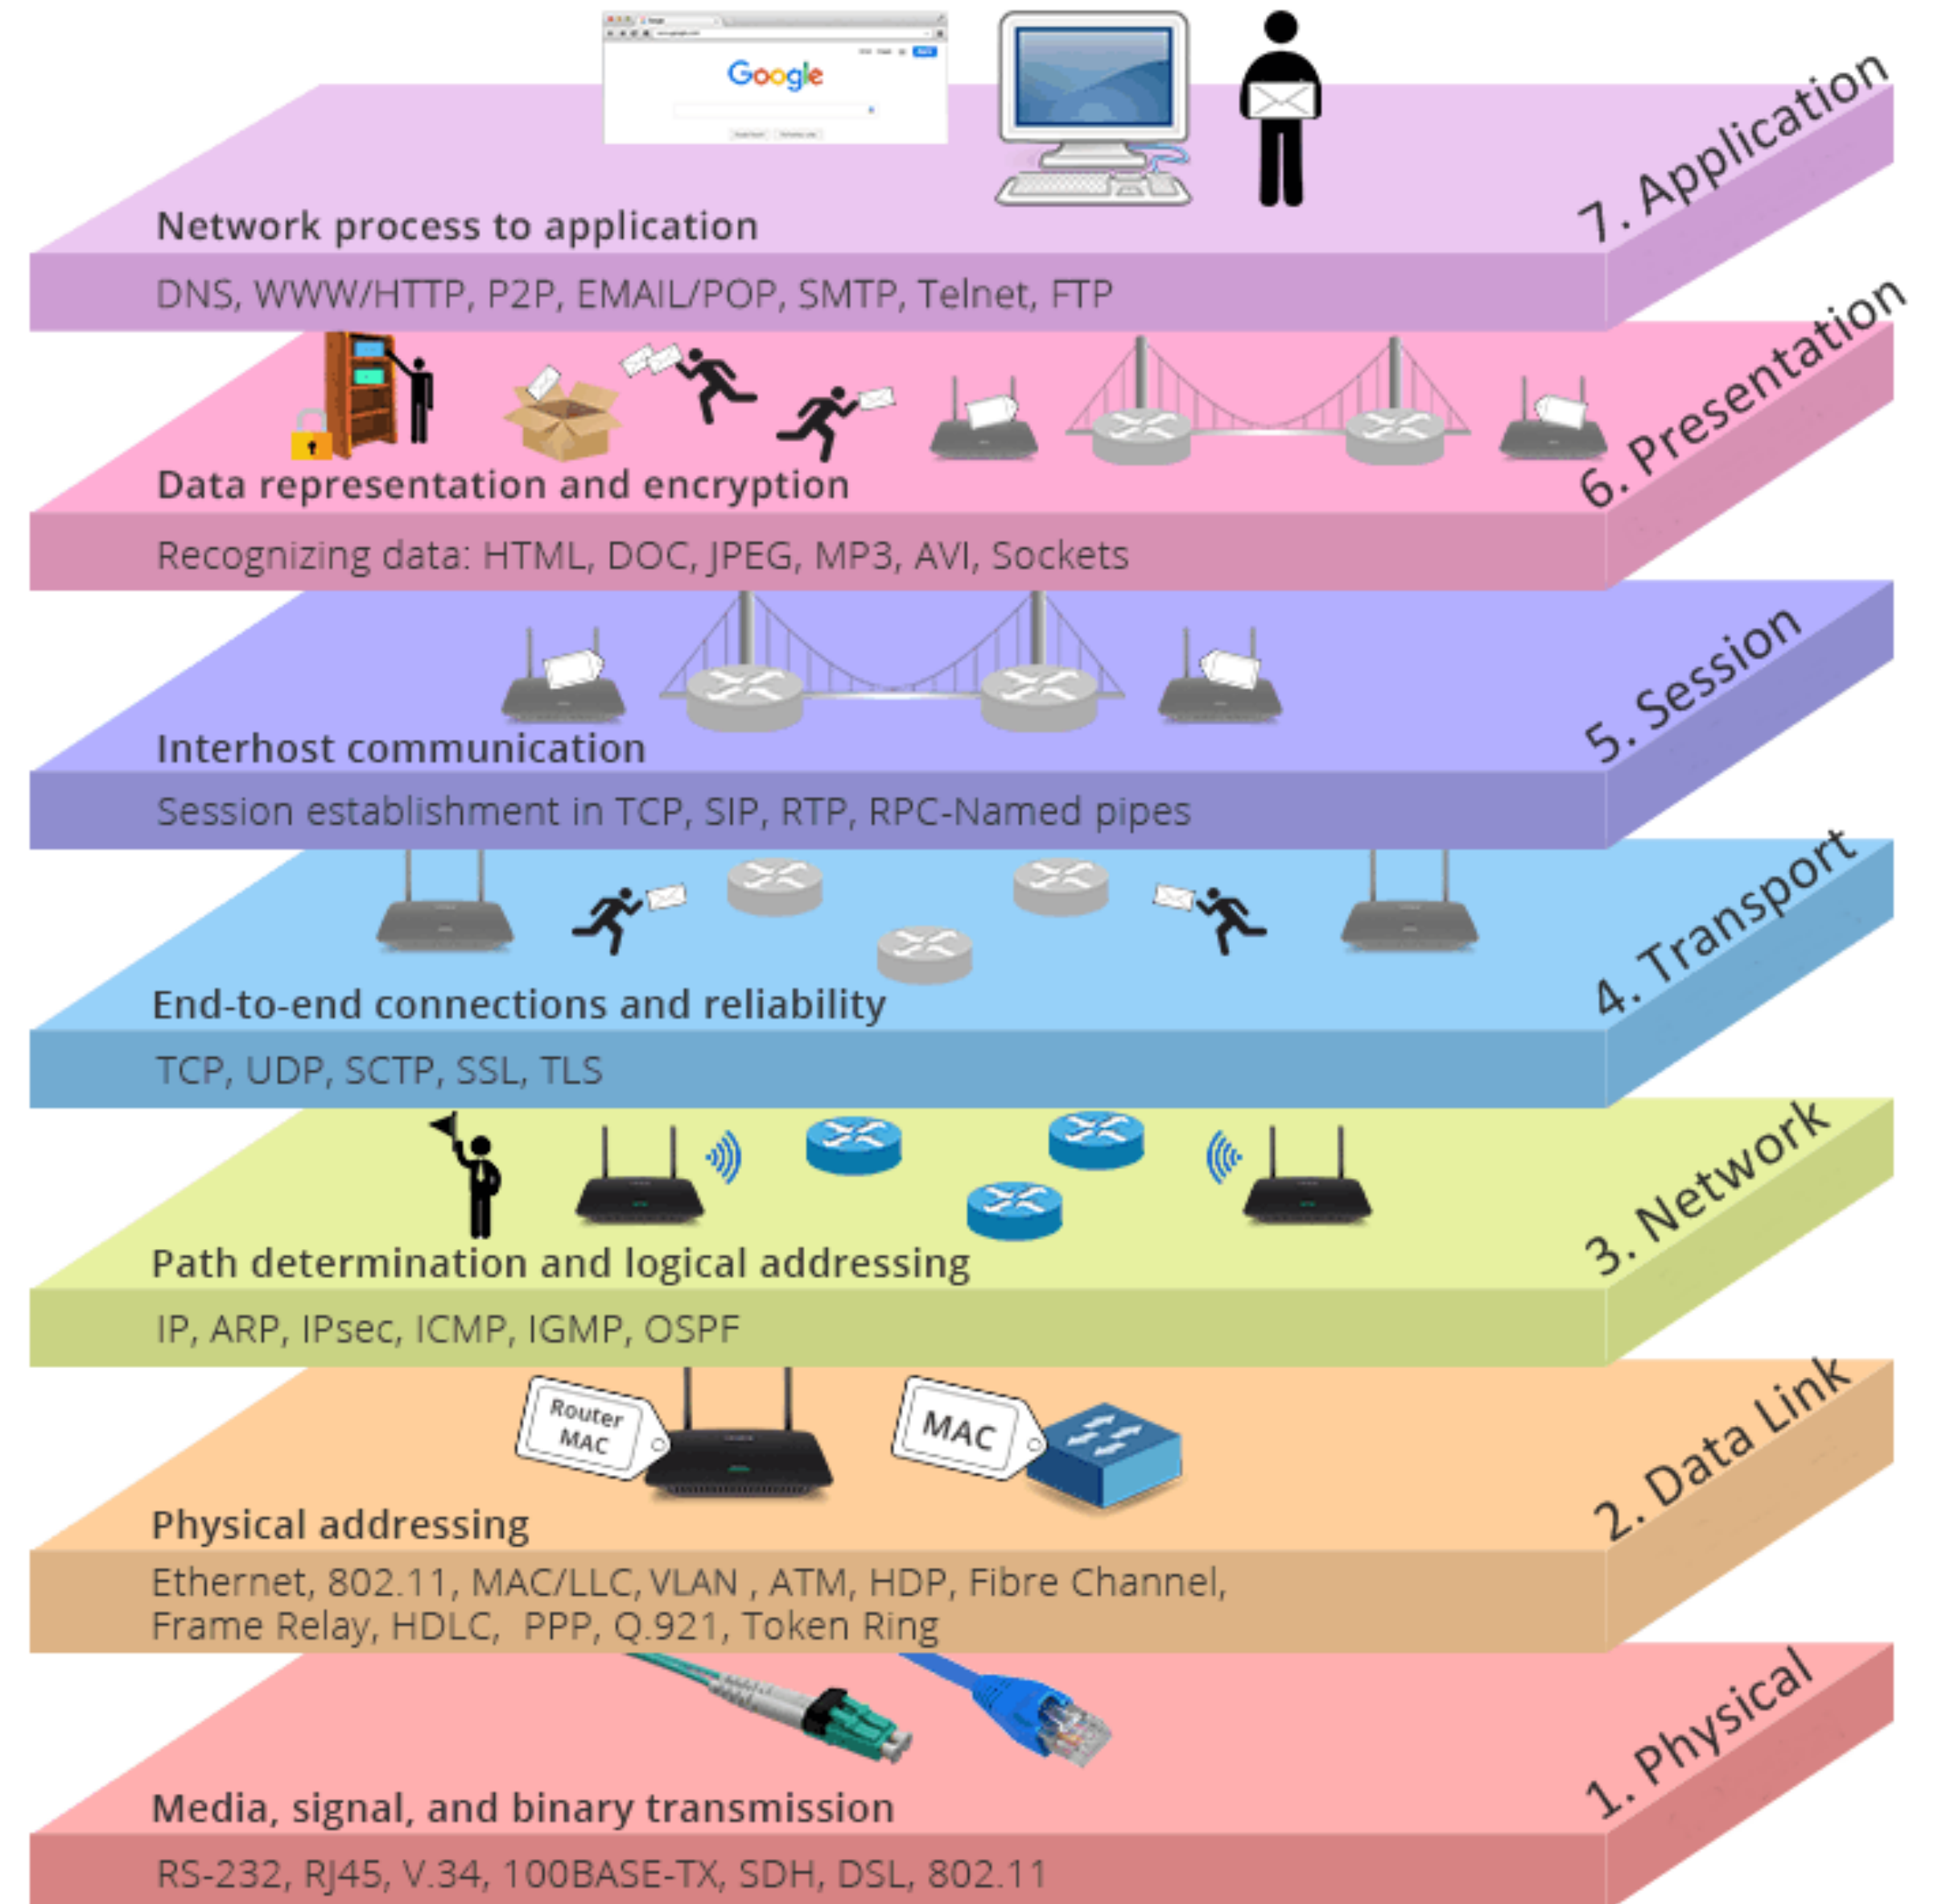 Google
7. Application
Network process to application
DNS, WWW/HTTP, P2P, EMAIL/POP, SMTP, Telnet, FTP
6. Presentation
Data representation and encryption
Recognizing data: HTML, DOC, JPEG, MP3, AVI, Sockets
5. Session
Interhost communication
Session establishment in TCP, SIP, RTP, RPC-Named pipes
4. Transport
End-to-end connections and reliability
TCP, UDP, SCTP, SSL, TLS
3. Network
Path determination and logical addressing
IP, ARP, IPsec, ICMP, IGMP, OSPF
2. Data Link
Router
MAC
MAC
Physical addressing
Ethernet, 802.11, MAC/LLC, VLAN , ATM, HDP, Fibre Channel,
Frame Relay, HDLC,  PPP, Q.921, Token Ring
1. Physical
Media, signal, and binary transmission
RS-232, RJ45, V.34, 100BASE-TX, SDH, DSL, 802.11